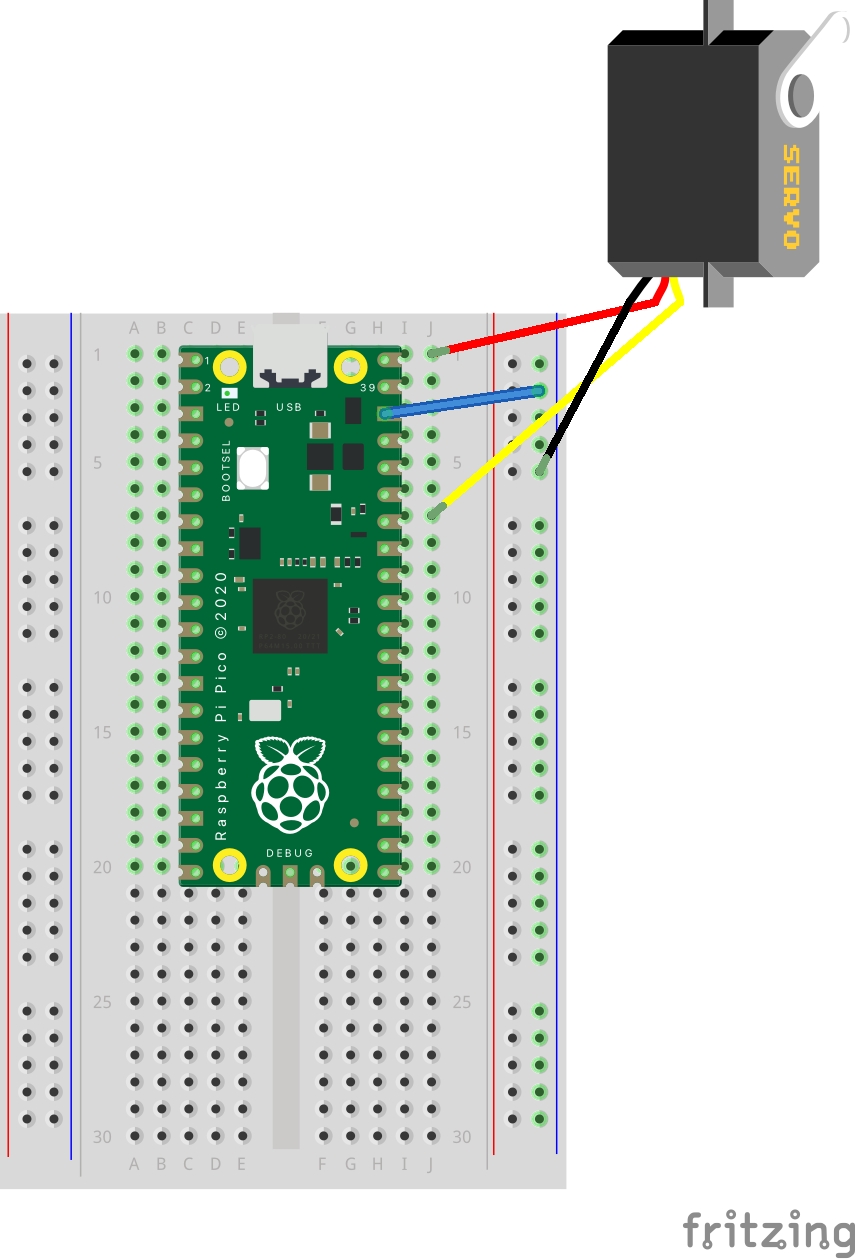 SERVO
A B C D E F G H I J
1 1
1
2 39
LED USB
BOOTSEL
5 5
10 10
Raspberry Pi Pico ©2020
15 15
DEBUG
20 20
25 25
30 30
A B C D E F G H I J
fritzing